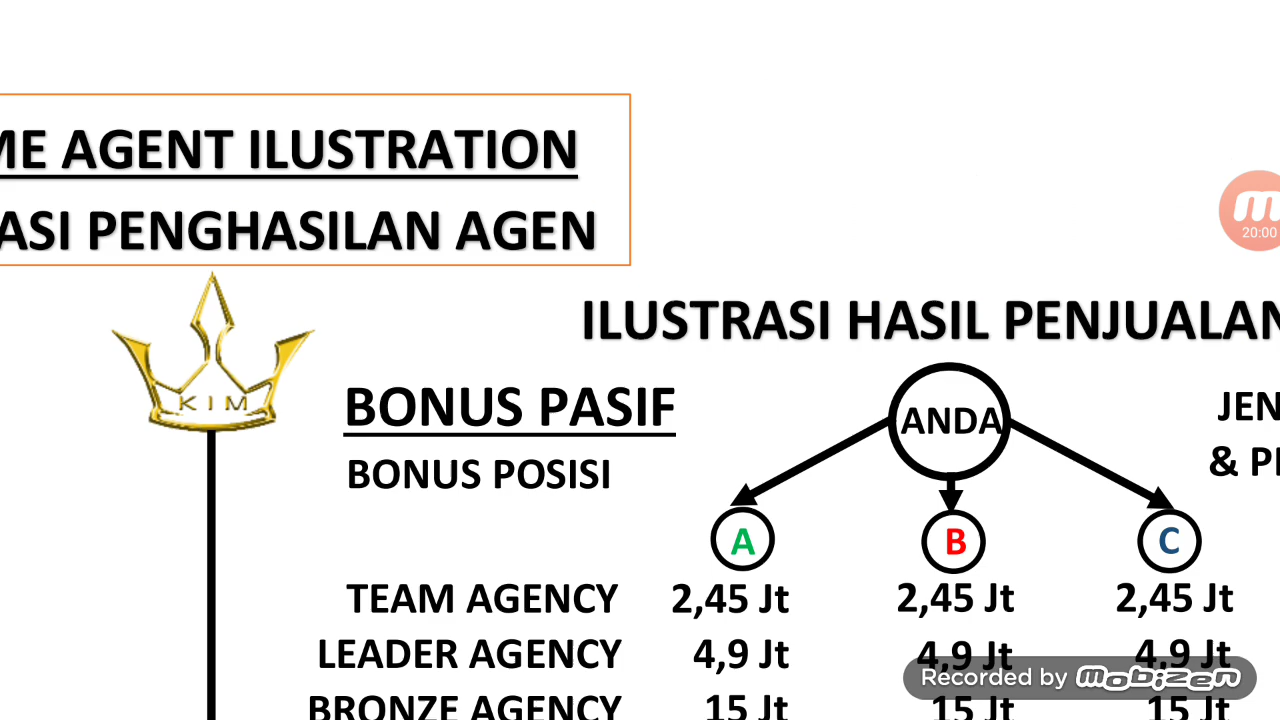 ME AGENT ILUSTRATION
ASI PENGHASILAN AGEN
20:00
ILUSTRASI HASIL PENJUALAN
KIM
BONUS PASIF
ANDA
JEN
BONUS POSISI
& PE
A B C
TEAM AGENCY 2,45 Jt 2,45 Jt 2,45 Jt
LEADER AGENCY 4,9 Jt 4,9 Jt 4,9 Jt
Recorded by mobizen
BRONZE AGENCY 15 Jt 15 Jt 15 Jt